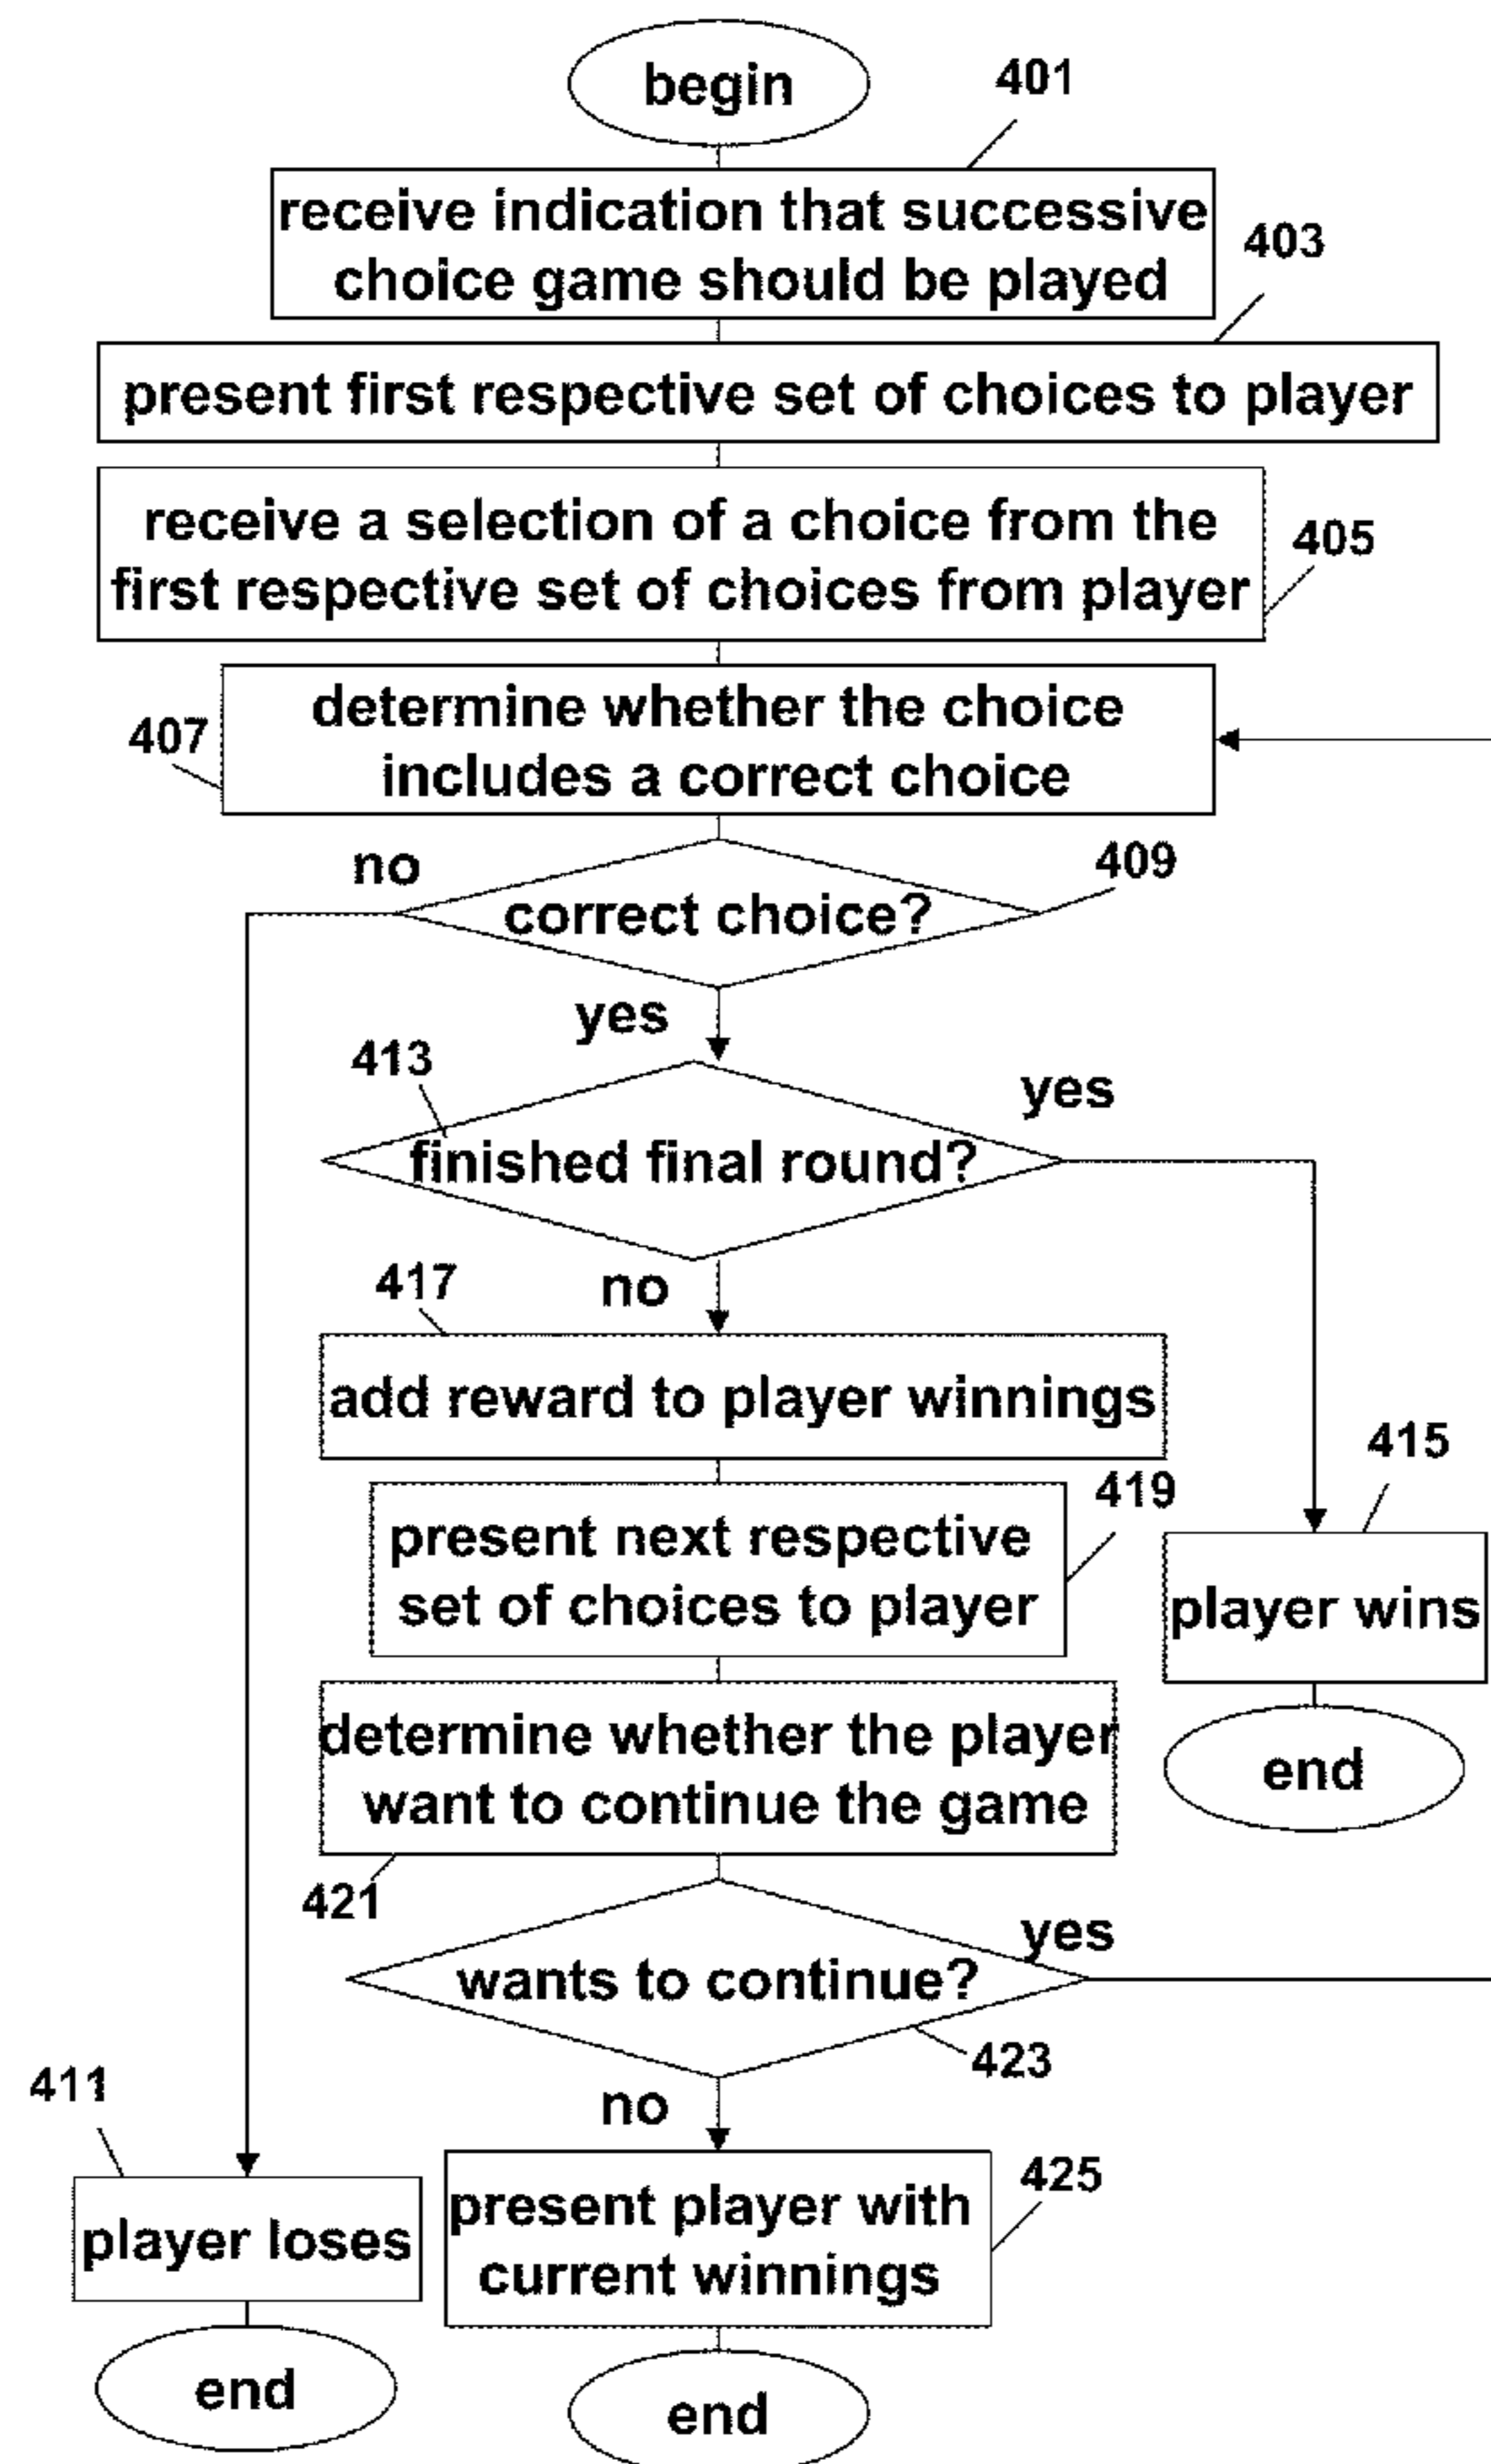 begin
401
receive indication that successive
choice game should be played
403
present first respective set of choices to player
receive a selection of a choice from the
first respective set of choices from player
405
determine whether the choice
includes a correct choice
407
no
409
correct choice?
yes
413
yes
finished final round?
417
no
add reward to player winnings
415
419
present next respective
set of choices to player
player wins
determine whether the player
want to continue the game
end
421
yes
wants to continue?
423
411
no
425
player loses
present player with
current winnings
end
end